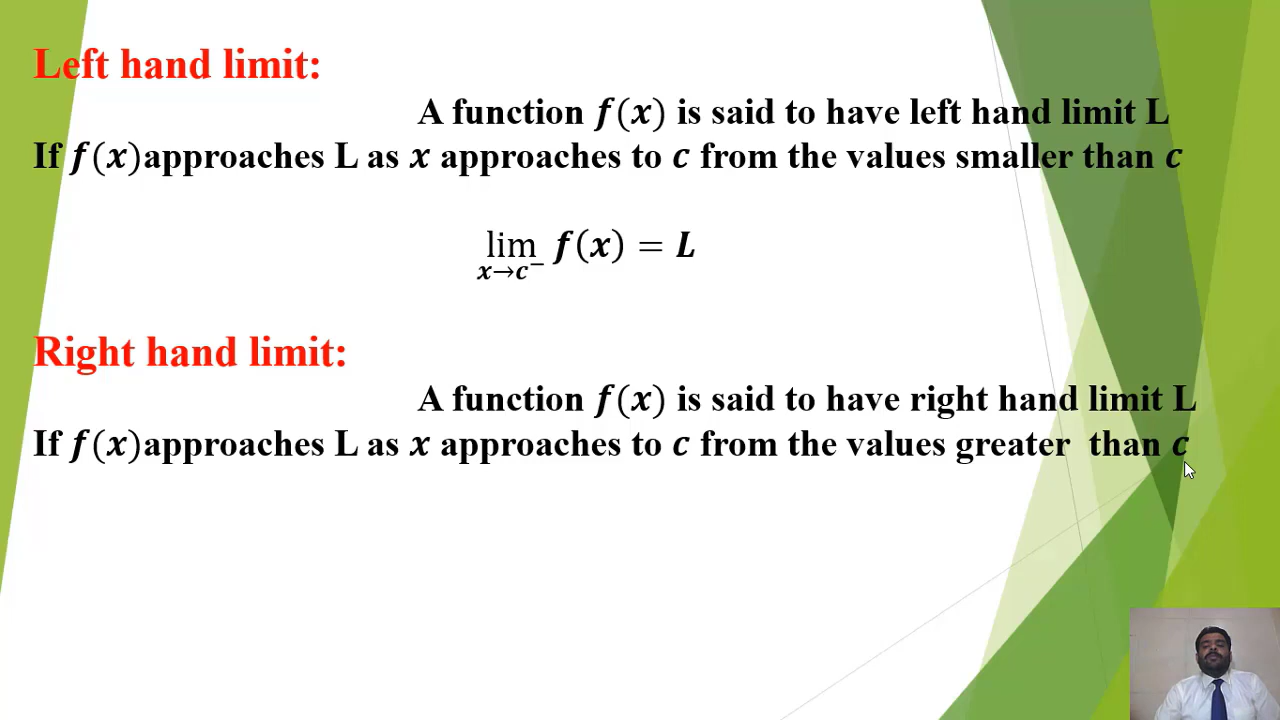 Left hand limit:
A function f(x) is said to have left hand limit L
If f(x)approaches L as x approaches to c from the values smaller than c
lim f(x) = L
x→c⁻
Right hand limit:
A function f(x) is said to have right hand limit L
If f(x)approaches L as x approaches to c from the values greater  than c